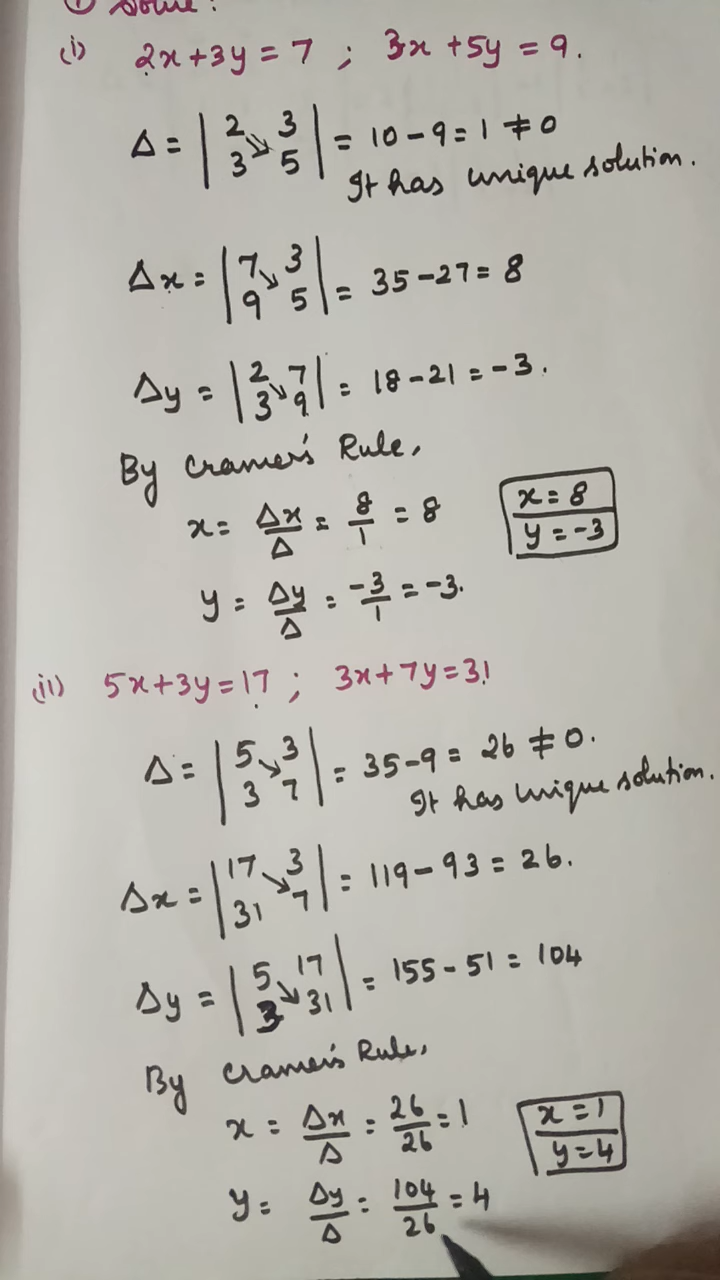 ① Solve:
(i) 2x+3y = 7 ; 3x+5y = 9.
Δ = | 2 3 | = 10-9 = 1 ≠ 0
| 3 5 | It has unique solution.
Δx = | 7 3 | = 35-27 = 8
| 9 5 |
Δy = | 2 7 | = 18-21 = -3.
| 3 9 |
By Cramer's Rule,
x = Δx/Δ = 8/1 = 8 x = 8
y = -3
y = Δy/Δ = -3/1 = -3.
(ii) 5x+3y = 17 ; 3x+7y = 31
Δ = | 5 3 | = 35-9 = 26 ≠ 0.
| 3 7 | It has unique solution.
Δx = | 17 3 | = 119-93 = 26.
| 31 7 |
Δy = | 5 17 | = 155-51 = 104
| 3 31 |
By Cramer's Rule,
x = Δx/Δ = 26/26 = 1 x = 1
y = 4
y = Δy/Δ = 104/26 = 4